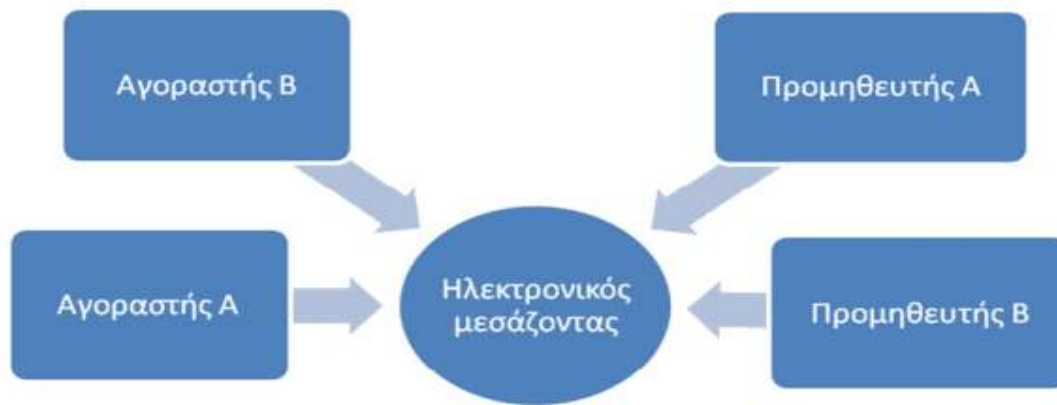 Αγοραστής Β
Προμηθευτής Α
Αγοραστής Α
Ηλεκτρονικός
μεσάζοντας
Προμηθευτής Β